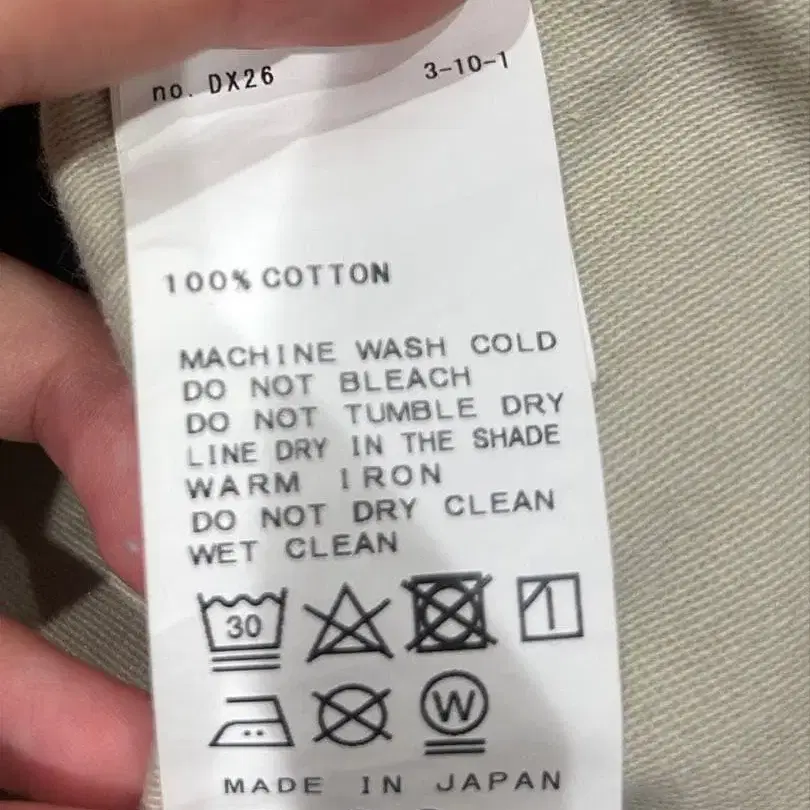 no. DX26 3-10-1
100% COTTON
MACHINE WASH COLD
DO NOT BLEACH
DO NOT TUMBLE DRY
LINE DRY IN THE SHADE
WARM IRON
DO NOT DRY CLEAN
WET CLEAN
30
W
MADE IN JAPAN